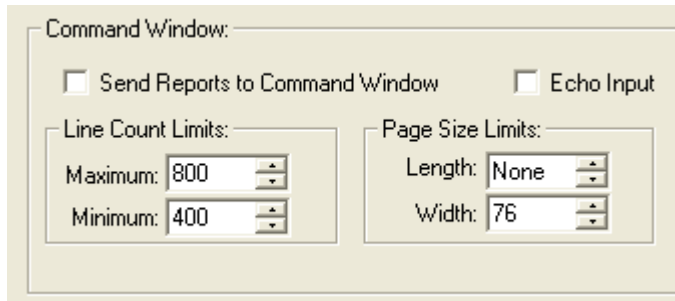 Command Window:
Send Reports to Command Window Echo Input
Line Count Limits: Page Size Limits:
Maximum: 800 Length: None
Minimum: 400 Width: 76